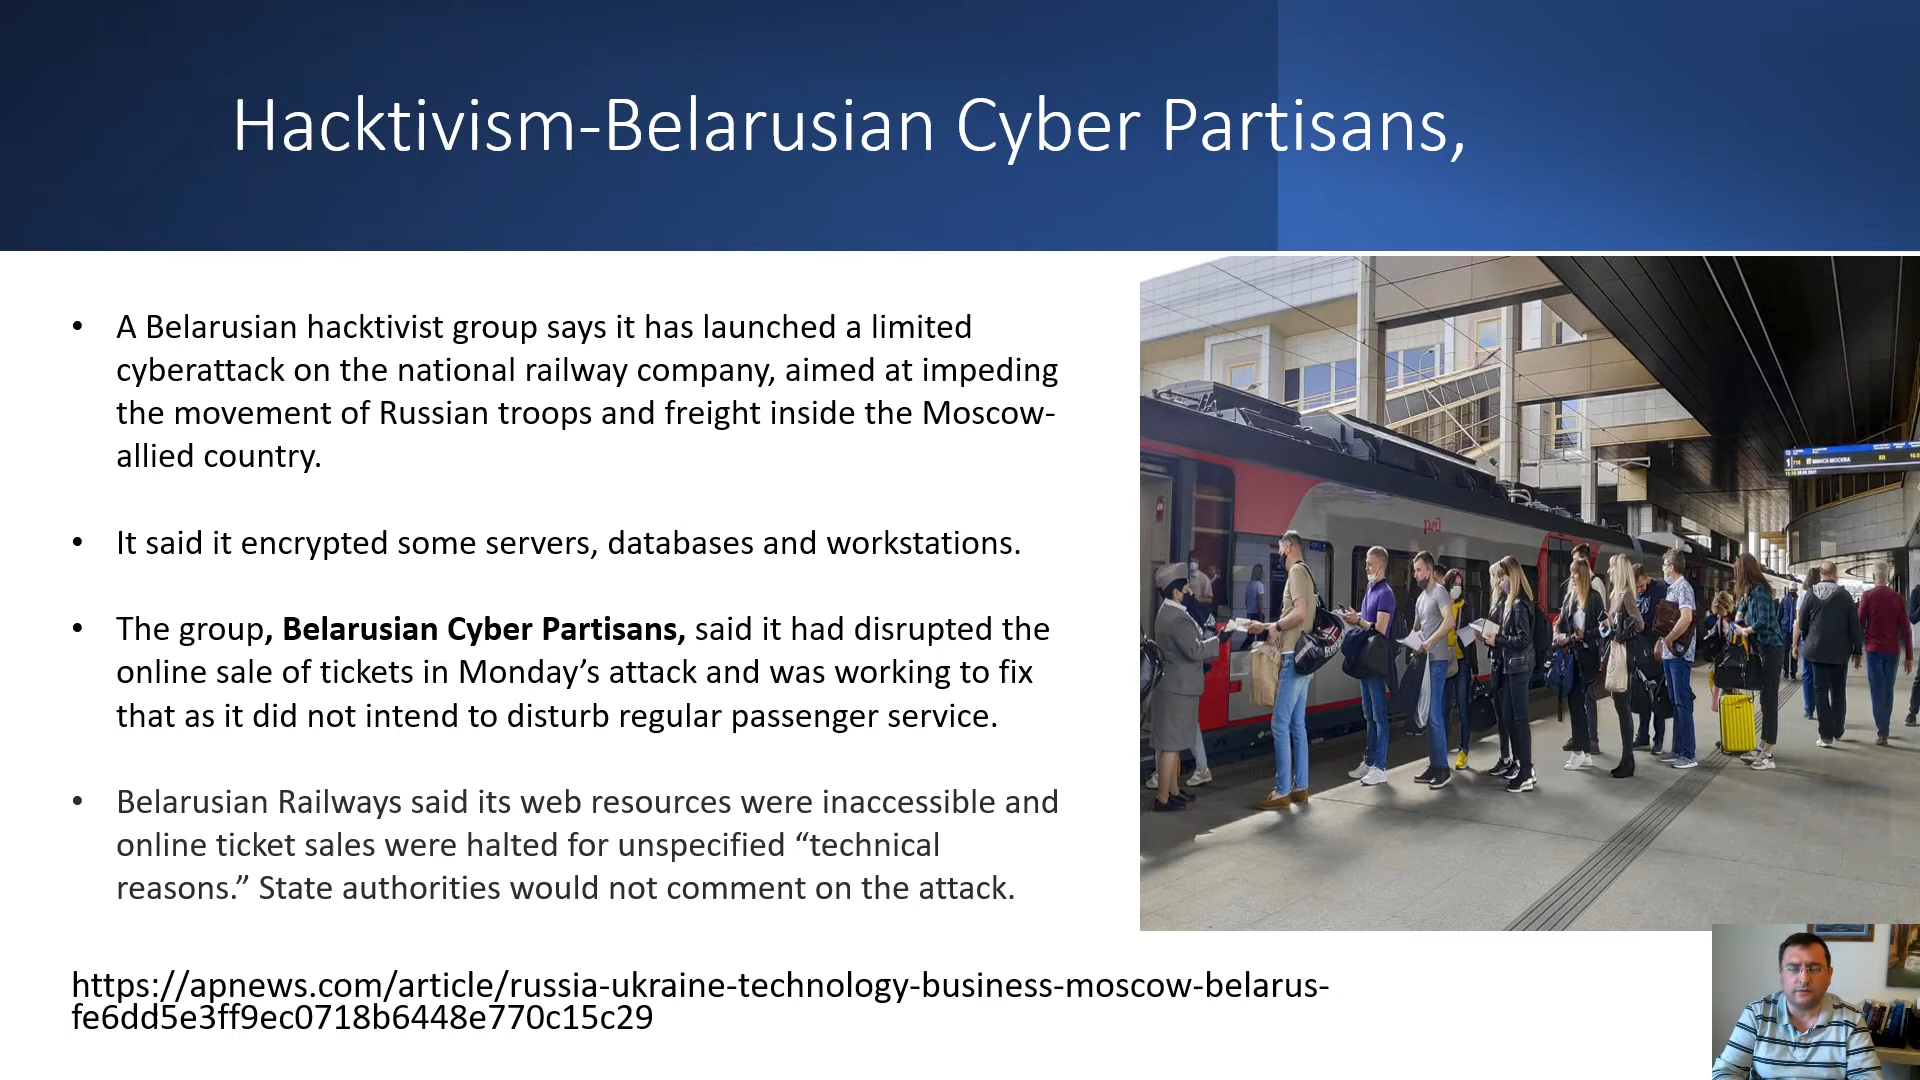 Hacktivism-Belarusian Cyber Partisans,
• A Belarusian hacktivist group says it has launched a limited
cyberattack on the national railway company, aimed at impeding
the movement of Russian troops and freight inside the Moscow-
allied country.
• It said it encrypted some servers, databases and workstations.
• The group, Belarusian Cyber Partisans, said it had disrupted the
online sale of tickets in Monday’s attack and was working to fix
that as it did not intend to disturb regular passenger service.
• Belarusian Railways said its web resources were inaccessible and
online ticket sales were halted for unspecified “technical
reasons.” State authorities would not comment on the attack.
https://apnews.com/article/russia-ukraine-technology-business-moscow-belarus-
fe6dd5e3ff9ec0718b6448e770c15c29